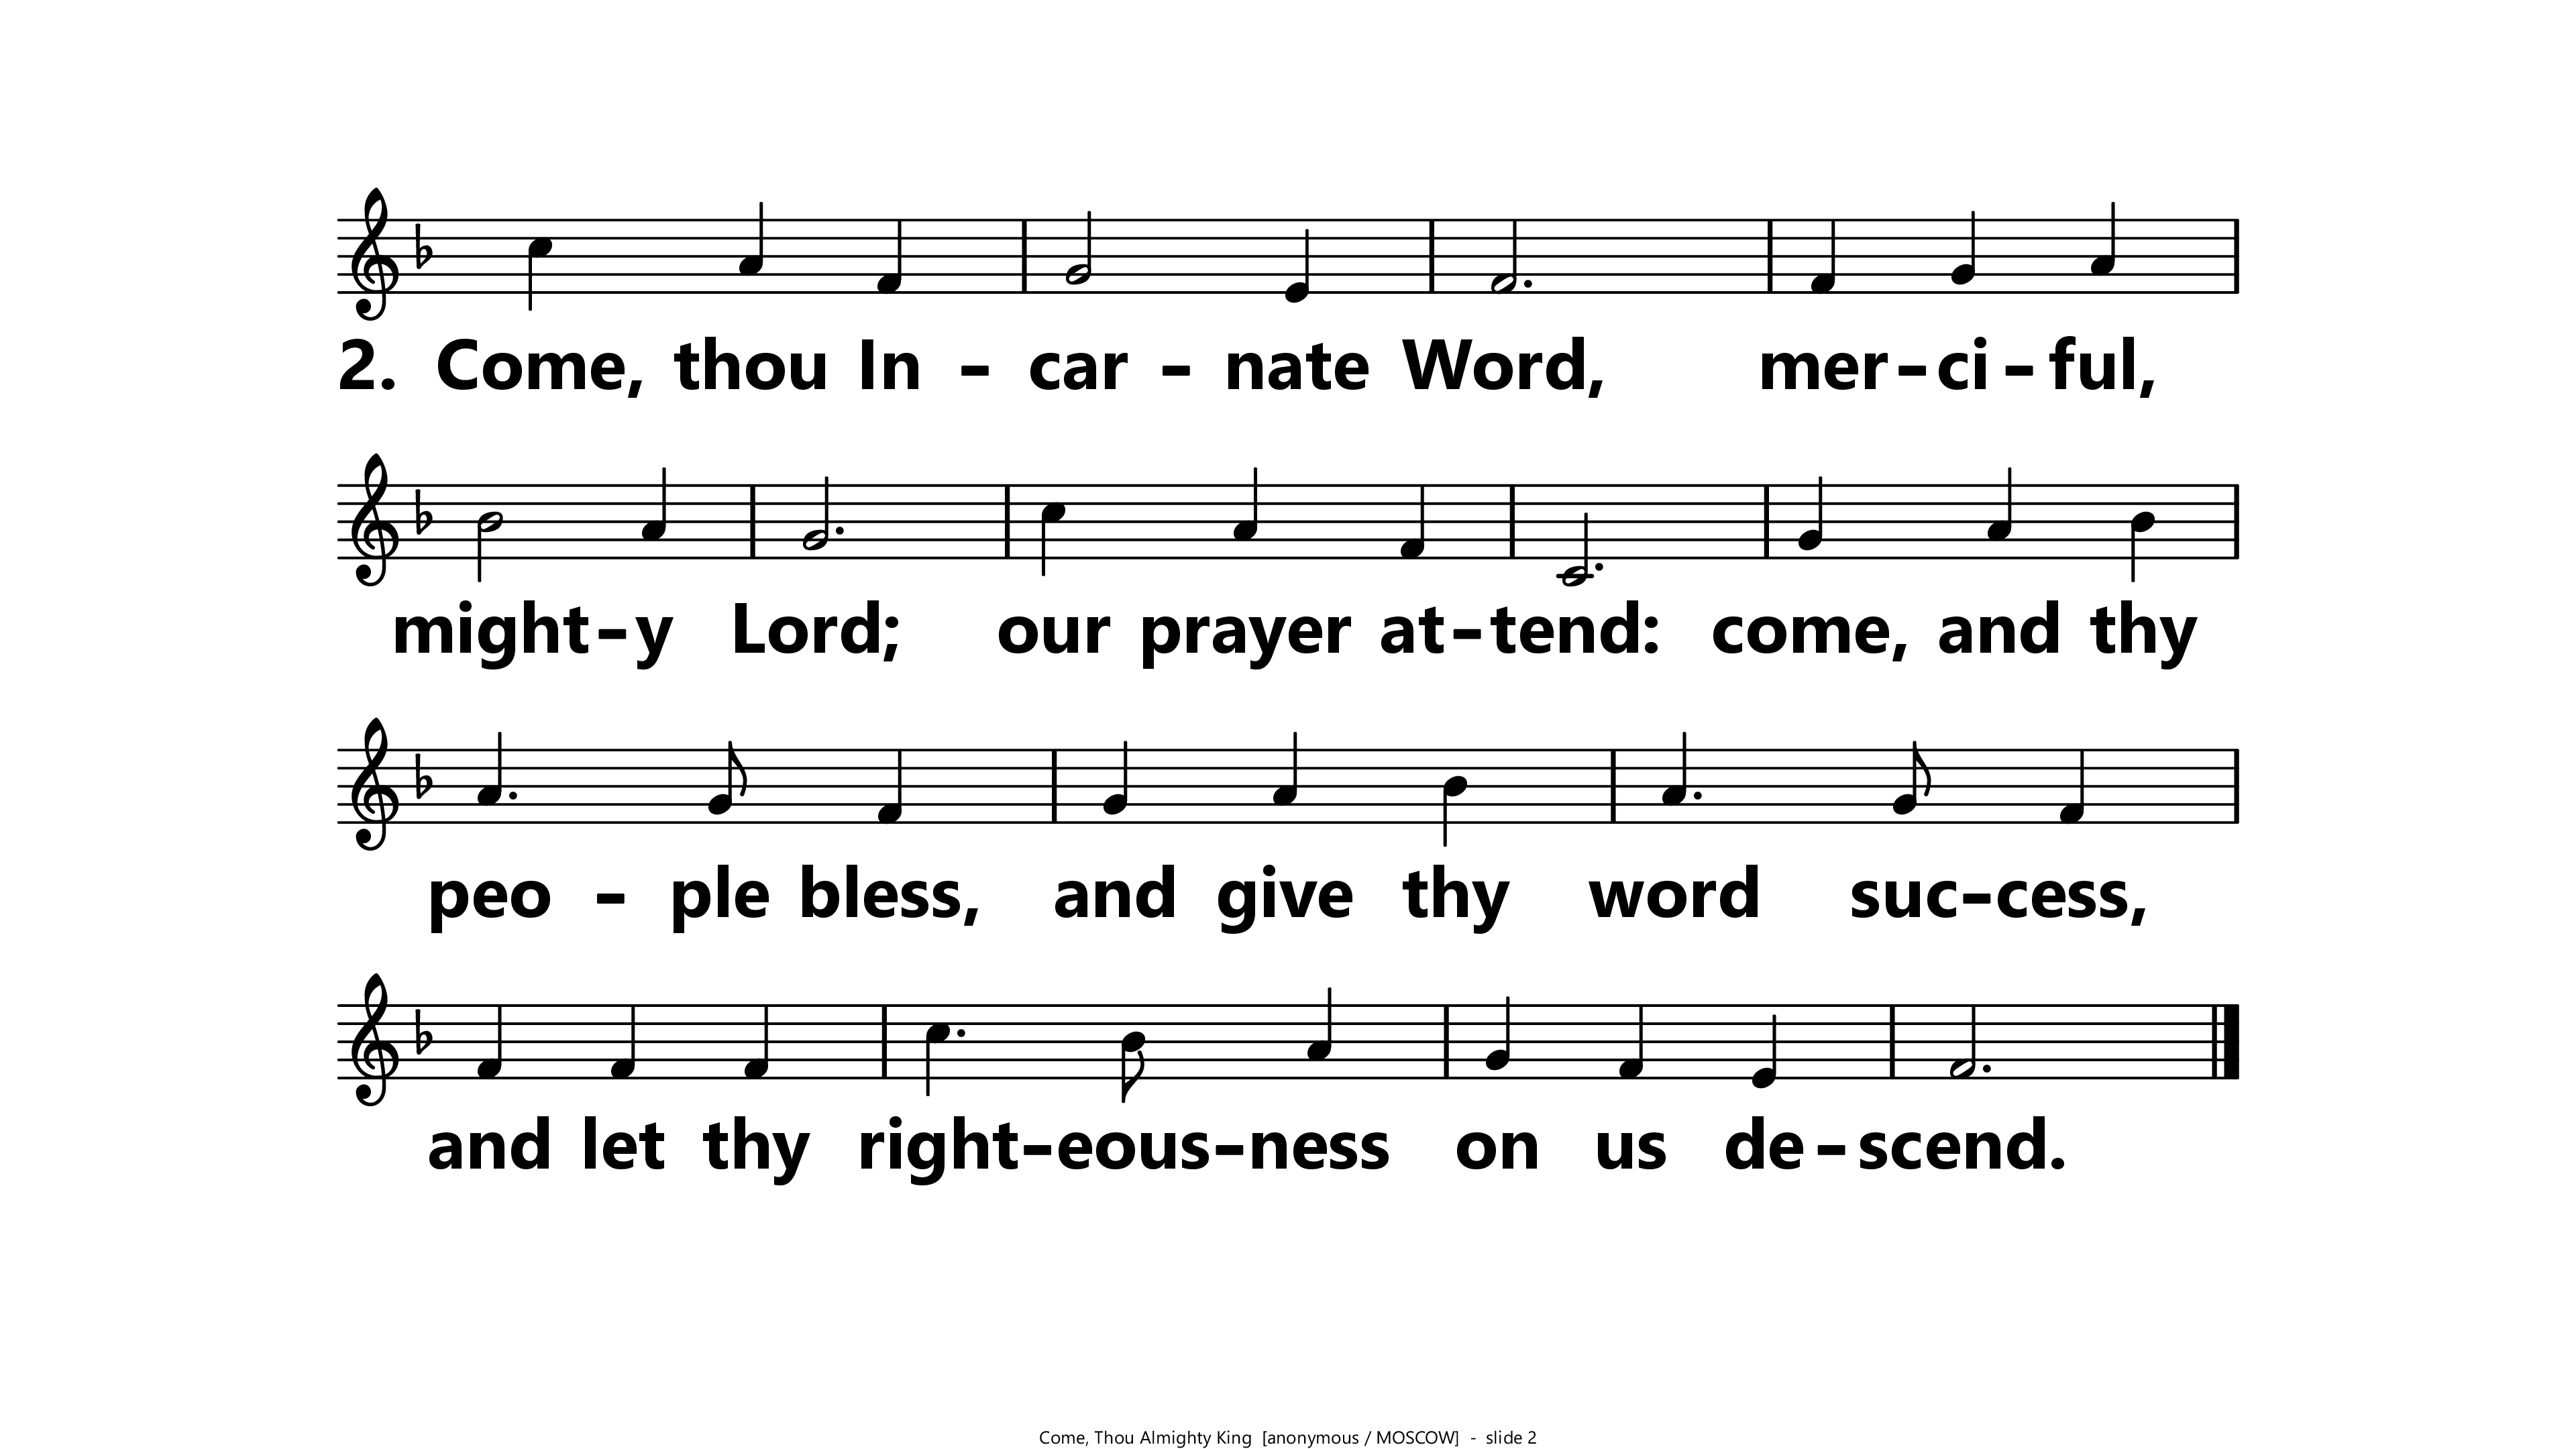 2. Come, thou In - car - nate Word, mer-ci-ful,
might-y Lord; our prayer at-tend: come, and thy
peo - ple bless, and give thy word suc-cess,
and let thy right-eous-ness on us de-scend.
Come, Thou Almighty King [anonymous / MOSCOW] - slide 2